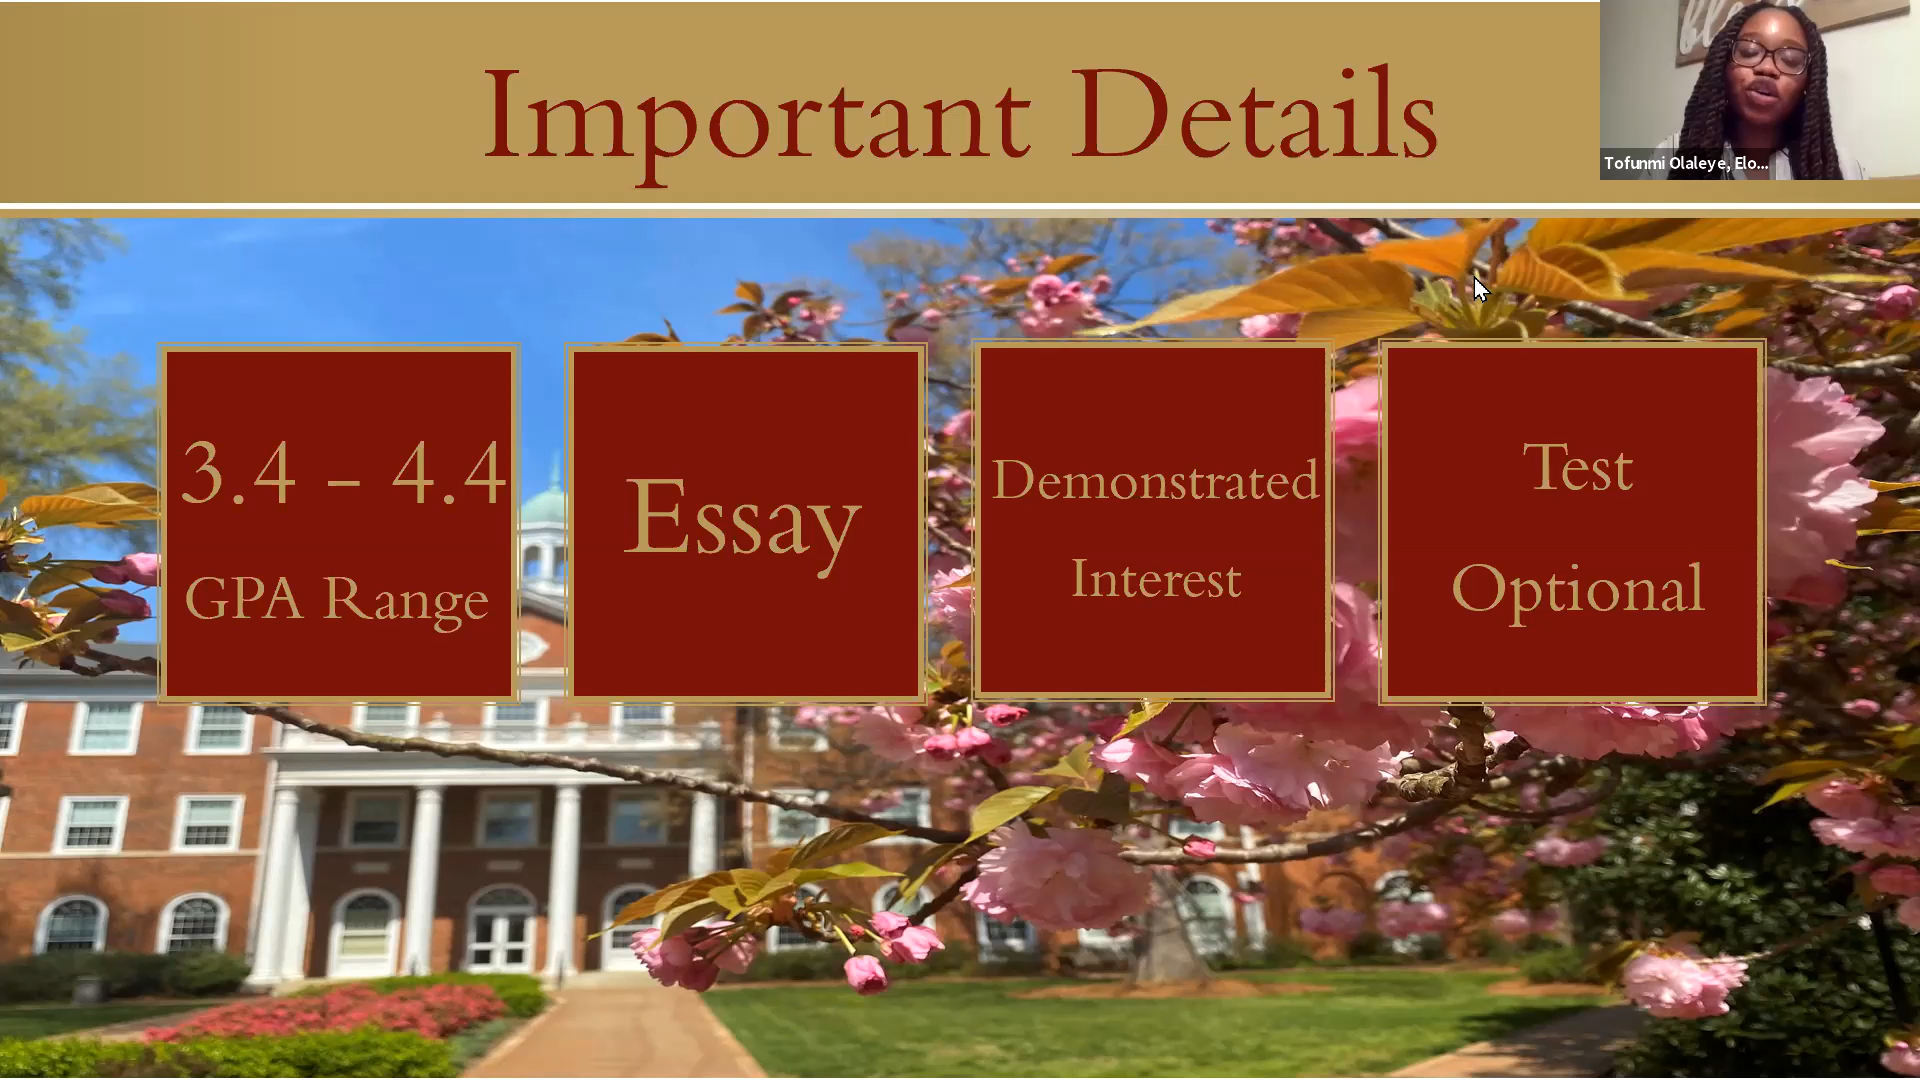 Important Details
Tofunmi Olaleye, Elo...
3.4 – 4.4
GPA Range
Essay
Demonstrated
Interest
Test
Optional